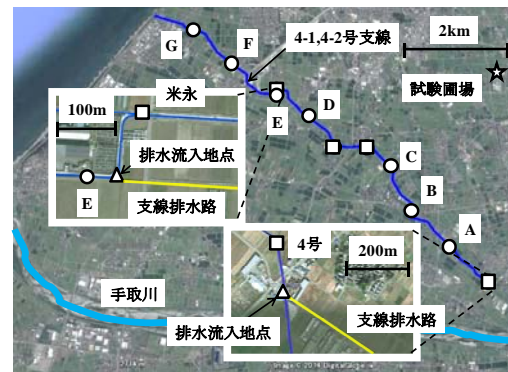 G
F
4-1,4-2号支線
2km
試験圃場
米永
100m
E
D
排水流入地点
E
支線排水路
C
B
A
4号
200m
手取川
排水流入地点
支線排水路